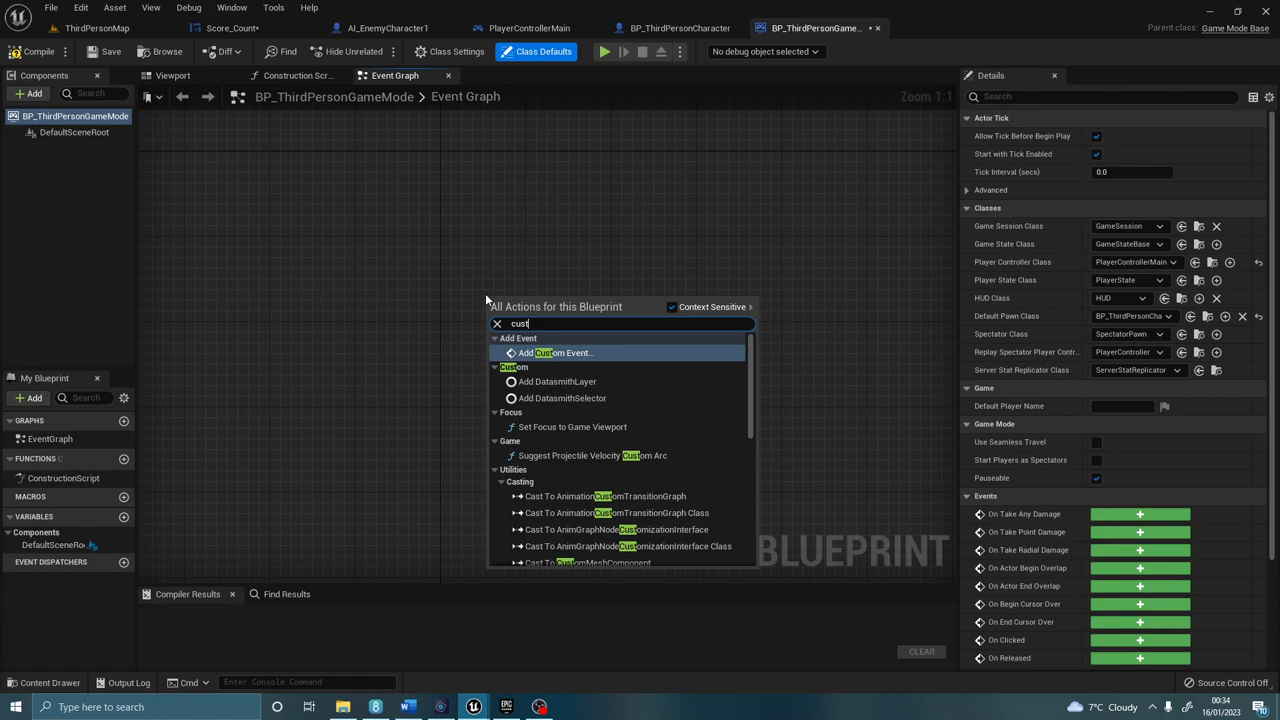 File Edit Asset View Debug Window Tools Help
ThirdPersonMap
Score_Count*
AI_EnemyCharacter1
PlayerControllerMain
BP_ThirdPersonCharacter
BP_ThirdPersonGame...
Parent class: Game Mode Base
Compile Save Browse Diff Find Hide Unrelated Class Settings Class Defaults No debug object selected
Components
Add Search
BP_ThirdPersonGameMode
DefaultSceneRoot
Viewport Construction Scr... Event Graph
BP_ThirdPersonGameMode > Event Graph Zoom 1:1
All Actions for this Blueprint Context Sensitive
cust
Add Event
Add Custom Event...
Custom
Add DatasmithLayer
Add DatasmithSelector
Focus
Set Focus to Game Viewport
Game
Suggest Projectile Velocity Custom Arc
Utilities
Casting
Cast To AnimationCustomTransitionGraph
Cast To AnimationCustomTransitionGraph Class
Cast To AnimGraphNodeCustomizationInterface
Cast To AnimGraphNodeCustomizationInterface Class
Cast To CustomMeshComponent
BLUEPRINT
My Blueprint
Add Search
GRAPHS
EventGraph
FUNCTIONS
ConstructionScript
MACROS
VARIABLES
Components
DefaultSceneRo
EVENT DISPATCHERS
Compiler Results Find Results
CLEAR
Details
Search
Actor Tick
Allow Tick Before Begin Play
Start with Tick Enabled
Tick Interval (secs) 0.0
Advanced
Classes
Game Session Class GameSession
Game State Class GameStateBase
Player Controller Class PlayerControllerMain
Player State Class PlayerState
HUD Class HUD
Default Pawn Class BP_ThirdPersonCha
Spectator Class SpectatorPawn
Replay Spectator Player Contr... PlayerController
Server Stat Replicator Class ServerStatReplicator
Game
Default Player Name
Game Mode
Use Seamless Travel
Start Players as Spectators
Pauseable
Events
On Take Any Damage
On Take Point Damage
On Take Radial Damage
On Actor Begin Overlap
On Actor End Overlap
On Begin Cursor Over
On End Cursor Over
On Clicked
On Released
Content Drawer Output Log Cmd Enter Console Command Source Control Off
Type here to search
7°C Cloudy
00:34
16/01/2023